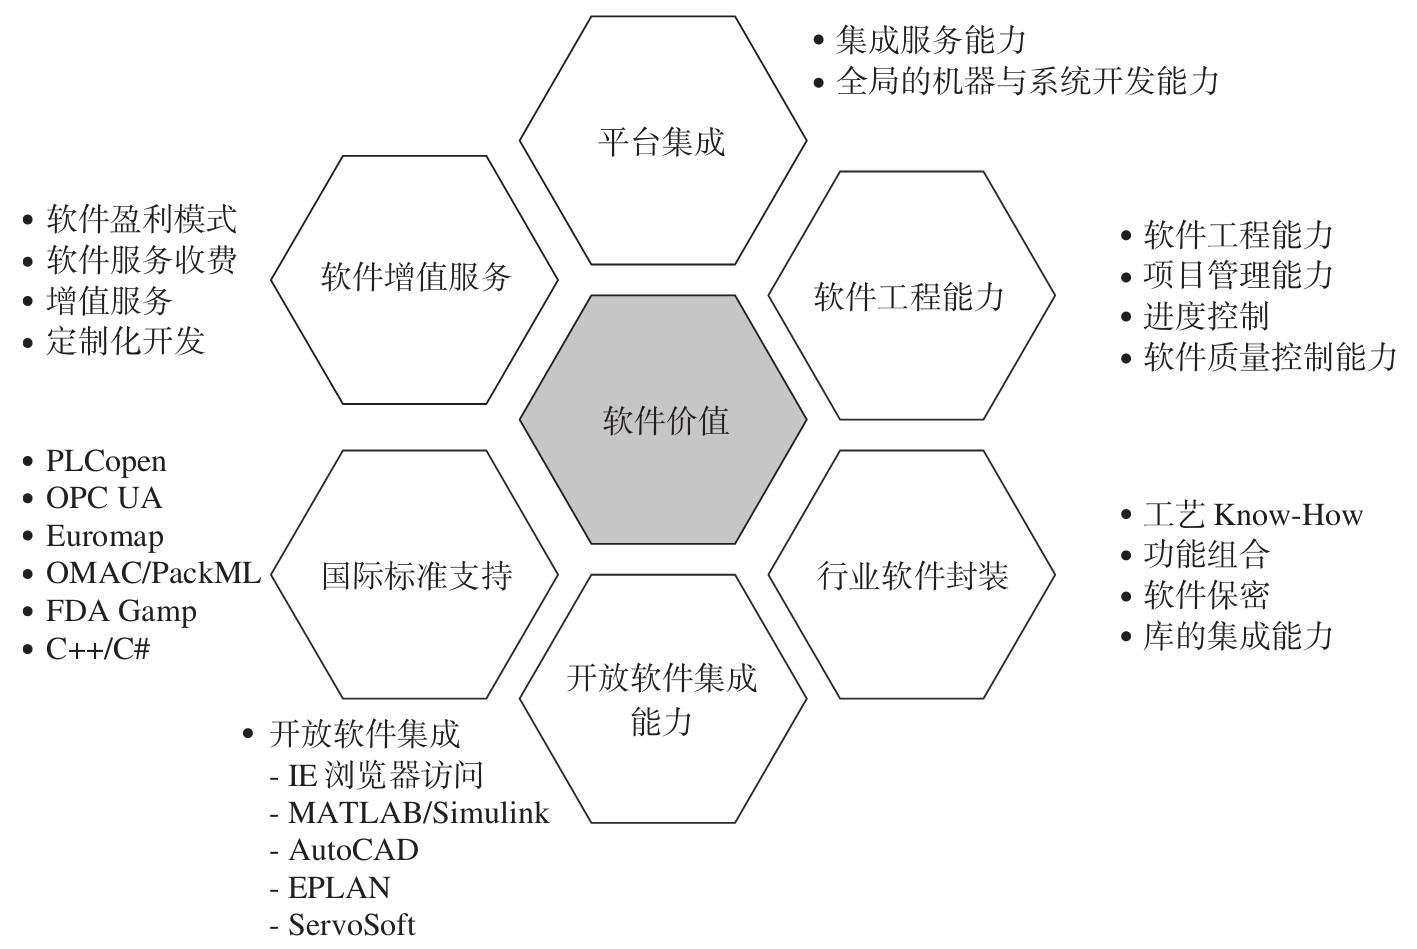 • 集成服务能力
• 全局的机器与系统开发能力
平台集成
• 软件盈利模式
• 软件服务收费
• 增值服务
• 定制化开发
软件增值服务
软件工程能力
• 软件工程能力
• 项目管理能力
• 进度控制
• 软件质量控制能力
软件价值
• PLCopen
• OPC UA
• Euromap
• OMAC/PackML
• FDA Gamp
• C++/C#
国际标准支持
行业软件封装
• 工艺 Know-How
• 功能组合
• 软件保密
• 库的集成能力
开放软件集成
能力
• 开放软件集成
- IE 浏览器访问
- MATLAB/Simulink
- AutoCAD
- EPLAN
- ServoSoft